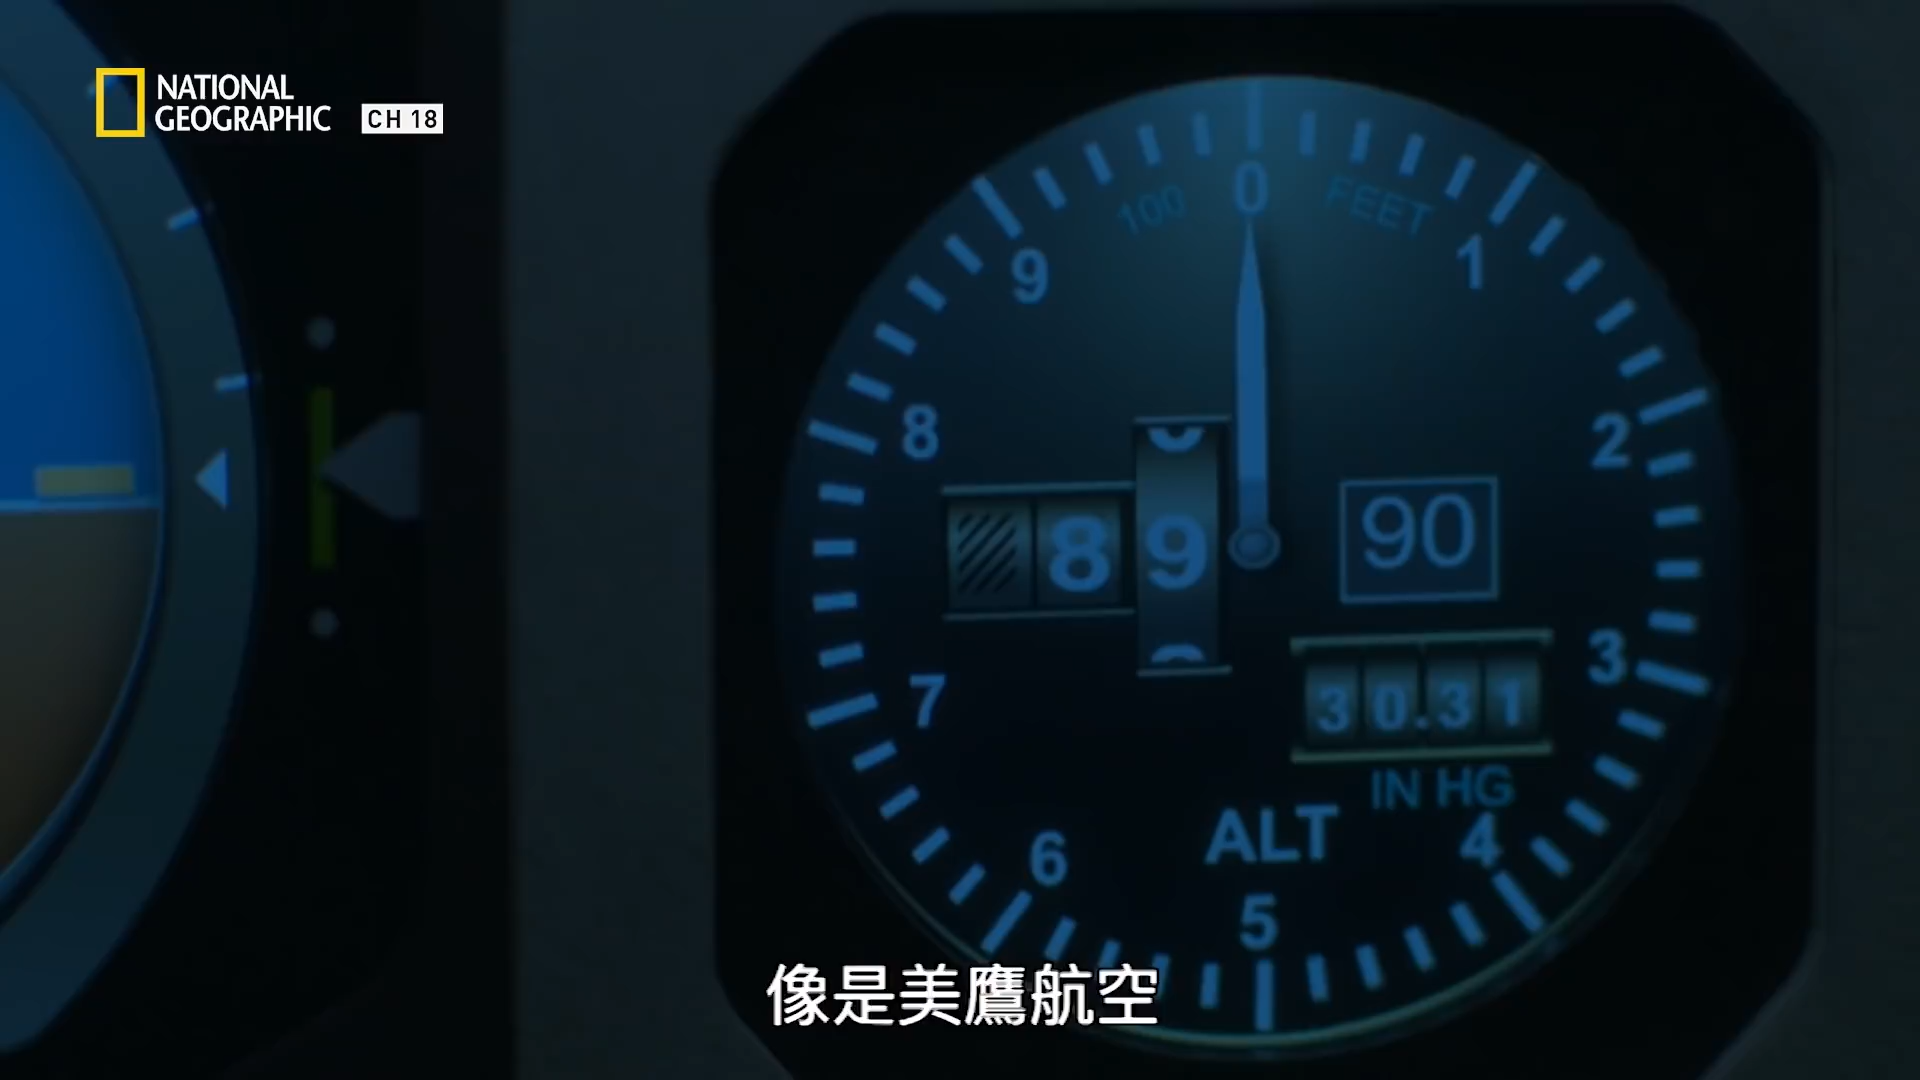 NATIONAL
GEOGRAPHIC CH 18
0
100 FEET
9 1
8 2
8 9
90
3
30.31
7
IN HG
ALT
6 4
5
像是美鷹航空